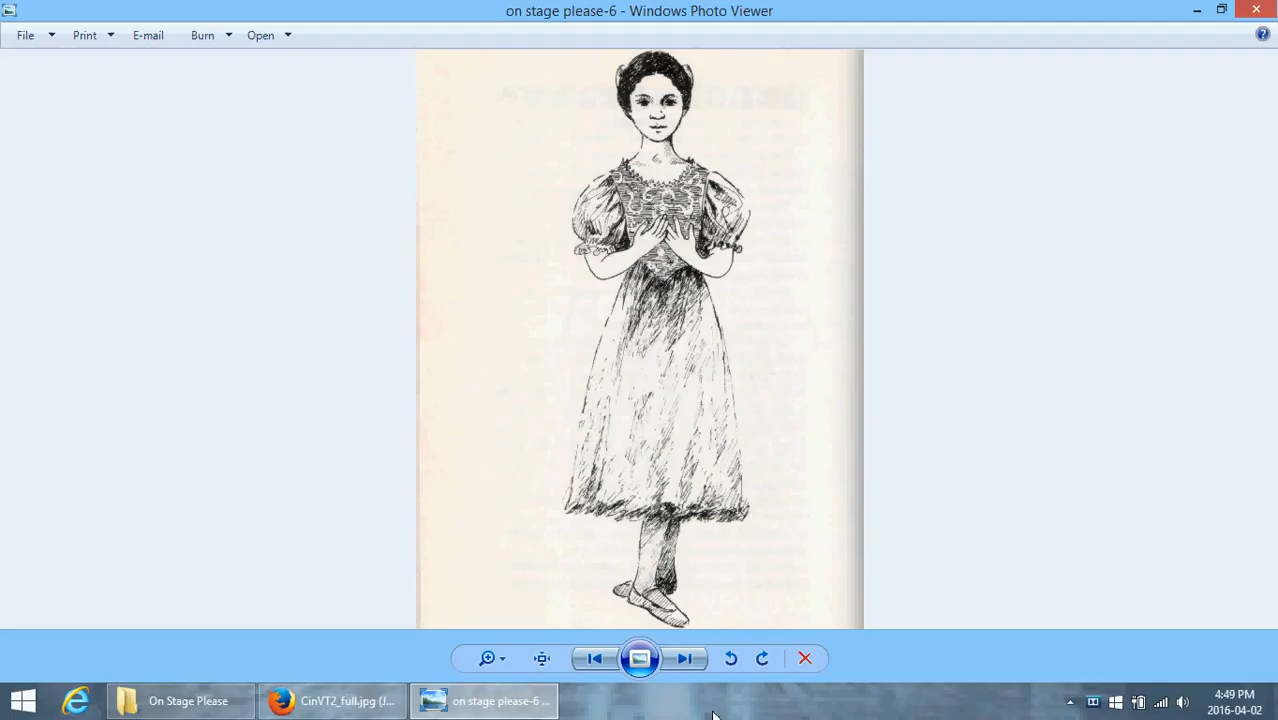 on stage please-6 - Windows Photo Viewer
File Print E-mail Burn Open
On Stage Please CinVT2_full.jpg (J... on stage please-6 ...
4:49 PM
2016-04-02